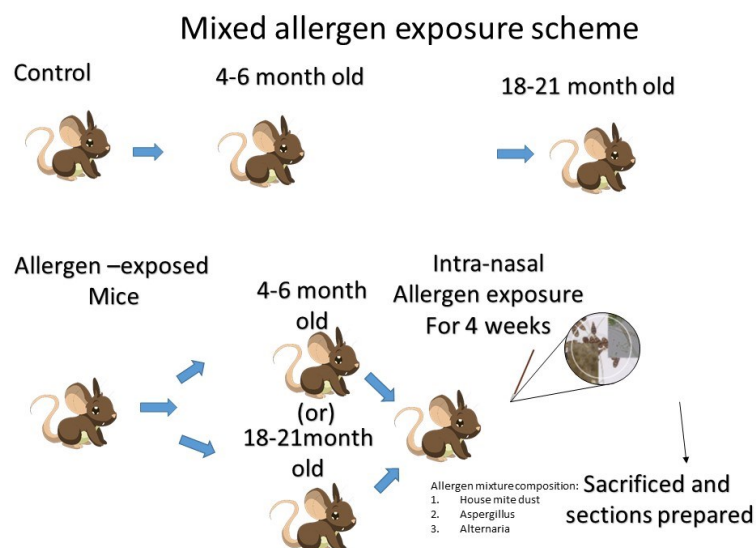 Mixed allergen exposure scheme
Control
4-6 month old
18-21 month old
Allergen –exposed
Mice
4-6 month
old
(or)
18-21month
old
Intra-nasal
Allergen exposure
For 4 weeks
Allergen mixture composition:
1. House mite dust
2. Aspergillus
3. Alternaria
Sacrificed and
sections prepared